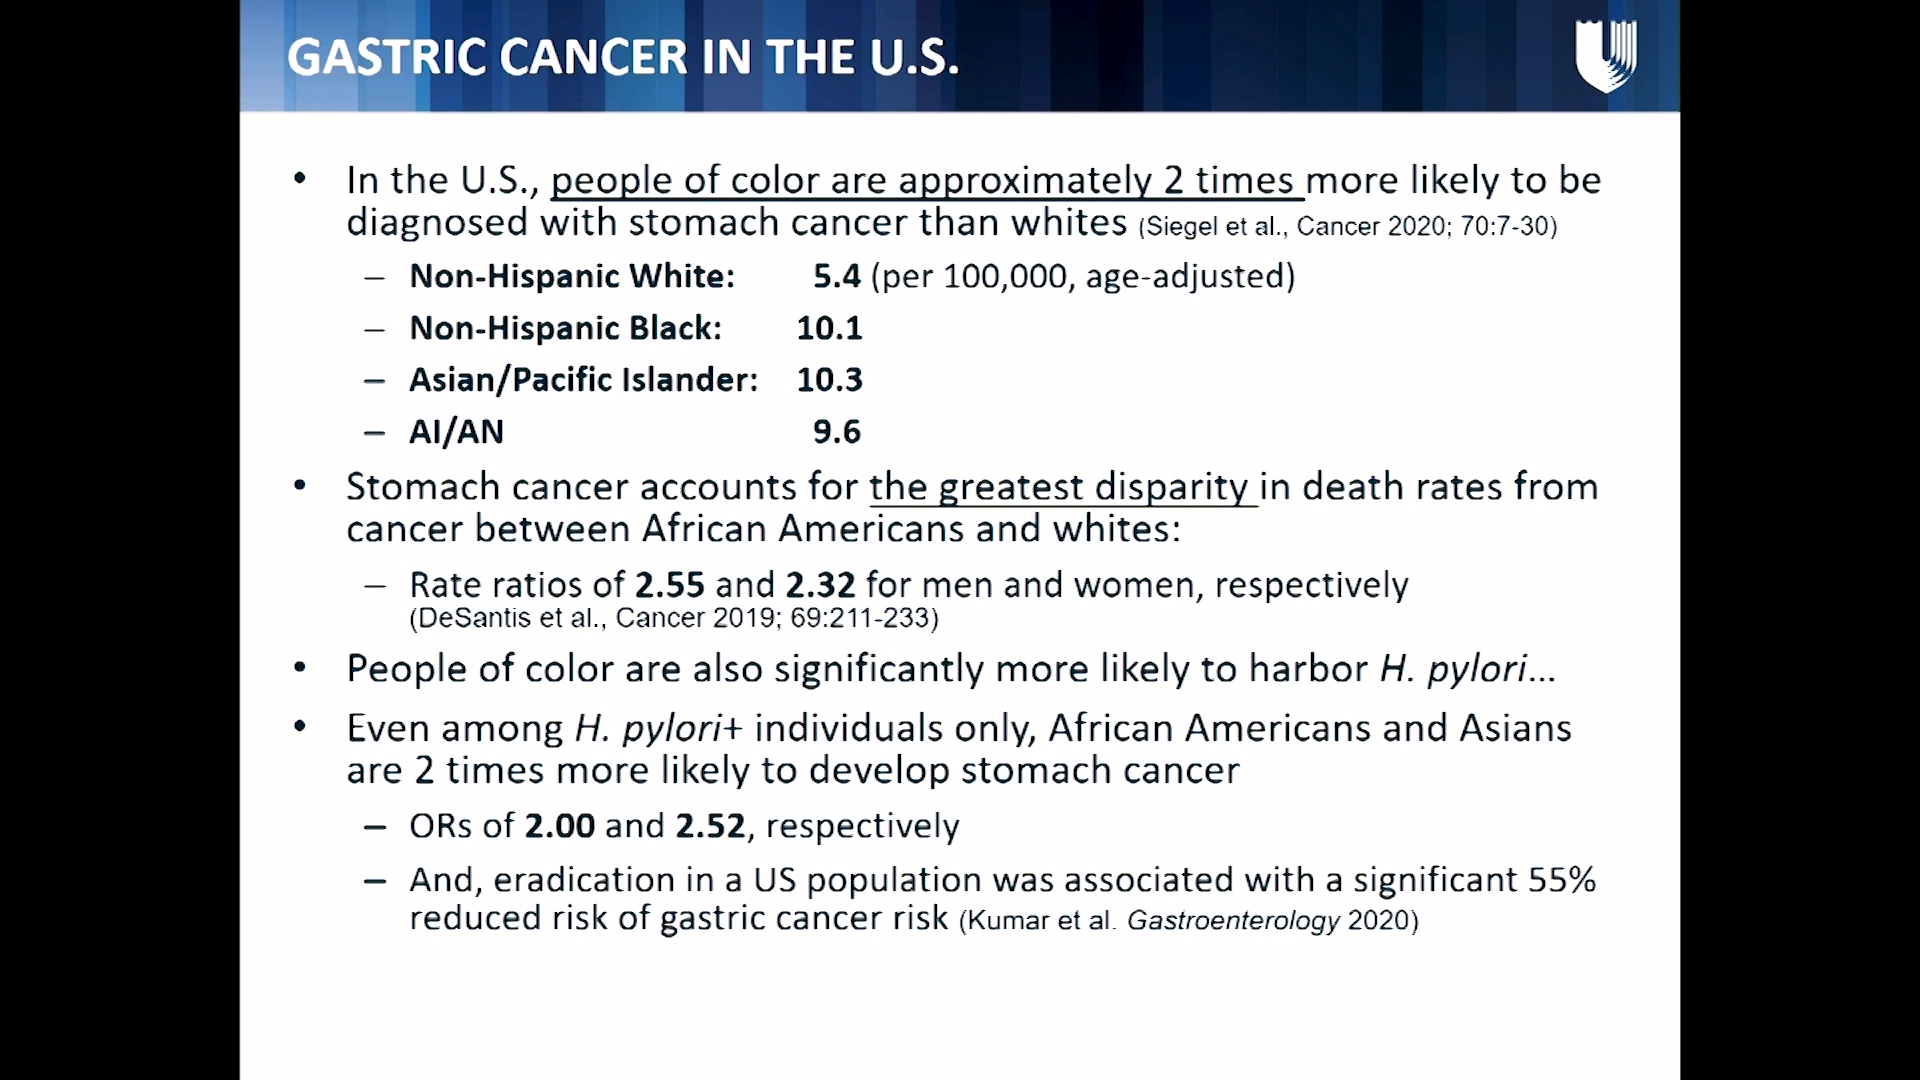 GASTRIC CANCER IN THE U.S.
• In the U.S., people of color are approximately 2 times more likely to be
diagnosed with stomach cancer than whites (Siegel et al., Cancer 2020; 70:7-30)
– Non-Hispanic White: 5.4 (per 100,000, age-adjusted)
– Non-Hispanic Black: 10.1
– Asian/Pacific Islander: 10.3
– AI/AN 9.6
• Stomach cancer accounts for the greatest disparity in death rates from
cancer between African Americans and whites:
– Rate ratios of 2.55 and 2.32 for men and women, respectively
(DeSantis et al., Cancer 2019; 69:211-233)
• People of color are also significantly more likely to harbor H. pylori...
• Even among H. pylori+ individuals only, African Americans and Asians
are 2 times more likely to develop stomach cancer
– ORs of 2.00 and 2.52, respectively
– And, eradication in a US population was associated with a significant 55%
reduced risk of gastric cancer risk (Kumar et al. Gastroenterology 2020)